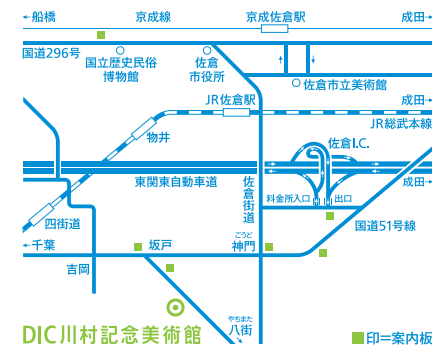 ←船橋 京成線 京成佐倉駅 成田→
国道296号
国立歴史民俗
博物館
佐倉
市役所
佐倉市立美術館
JR佐倉駅
成田→
JR総武本線
物井
佐倉I.C.
東関東自動車道
成田→
佐倉街道
料金所入口
出口
四街道
国道51号線
←千葉
坂戸
こうど
神門
吉岡
やちまた
八街
DIC川村記念美術館
印=案内板